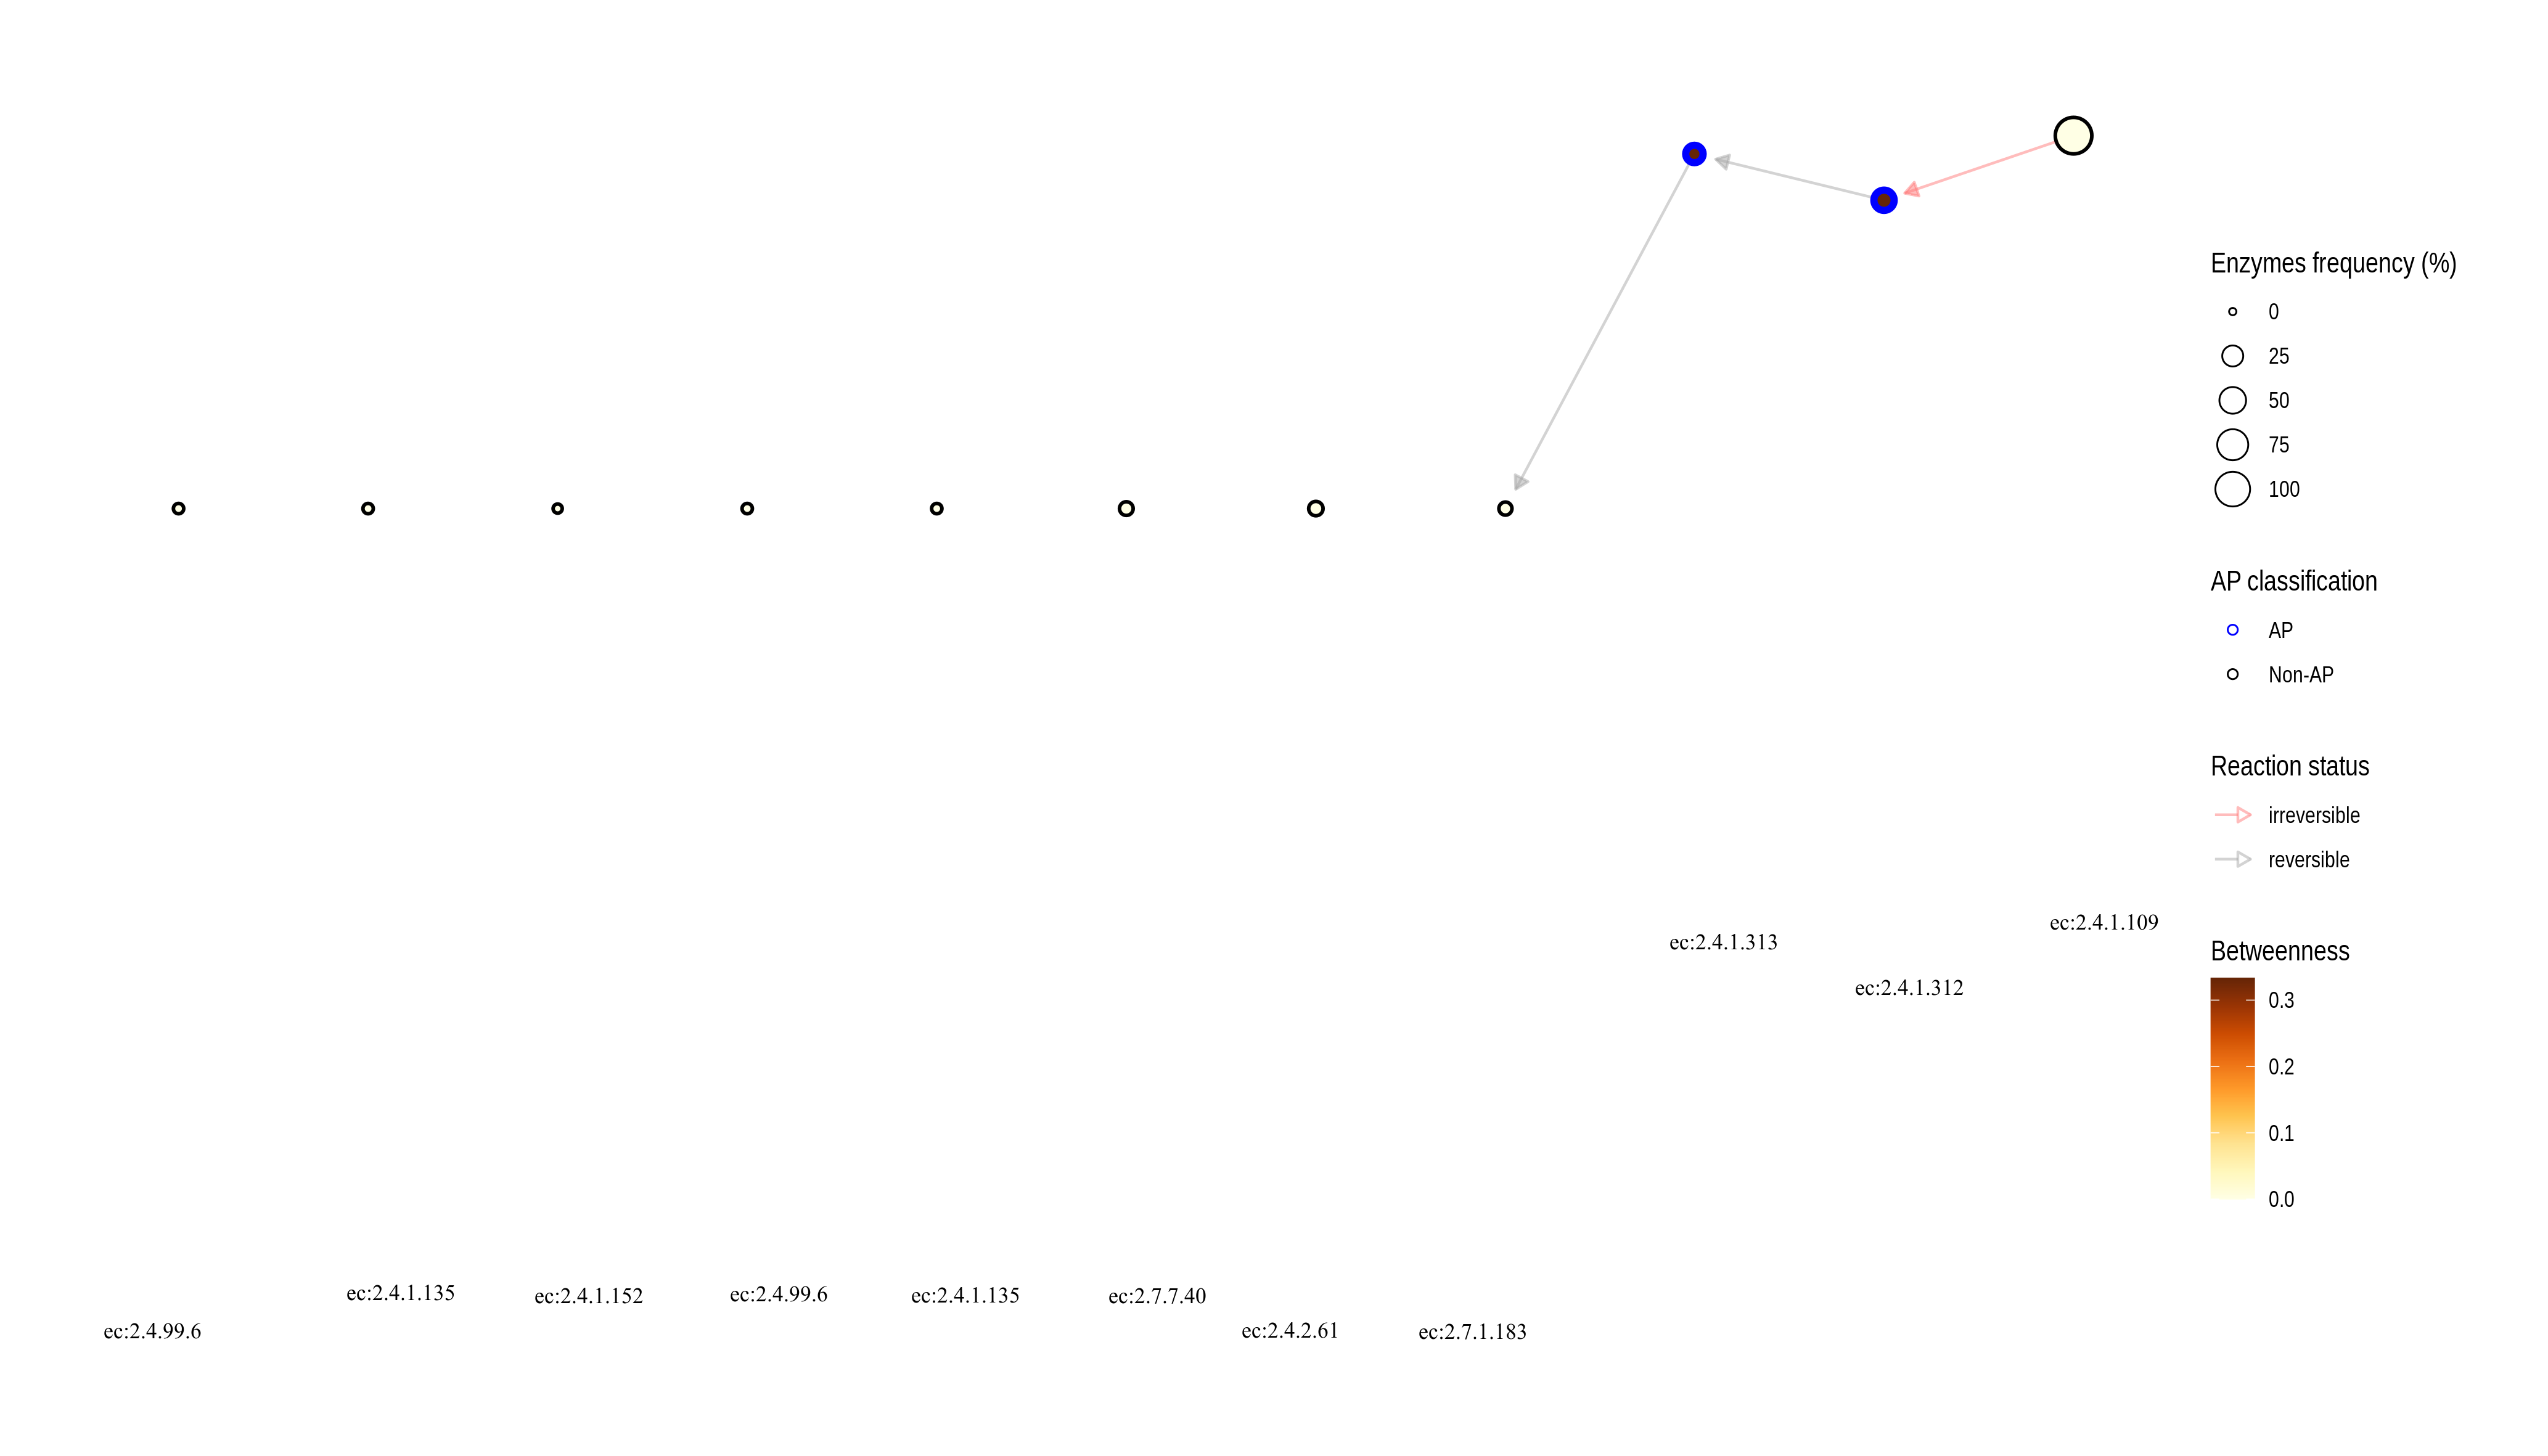 Enzymes frequency (%)
0
25
50
75
100
AP classification
AP
Non-AP
Reaction status
irreversible
reversible
Betweenness
0.3
0.2
0.1
0.0
ec:2.4.1.109
ec:2.4.1.313
ec:2.4.1.312
ec:2.4.1.135
ec:2.4.1.152
ec:2.4.99.6
ec:2.4.1.135
ec:2.7.7.40
ec:2.4.99.6
ec:2.4.2.61
ec:2.7.1.183